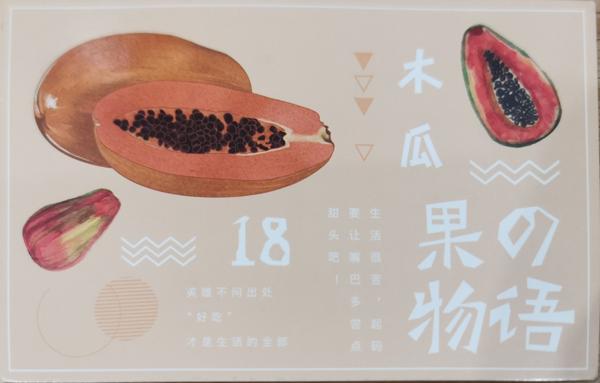 木瓜
果の
物语
生活很苦，起码
要让嘴巴多尝点
甜头吧！
18
英雄不问出处
“好吃”
才是生活的全部